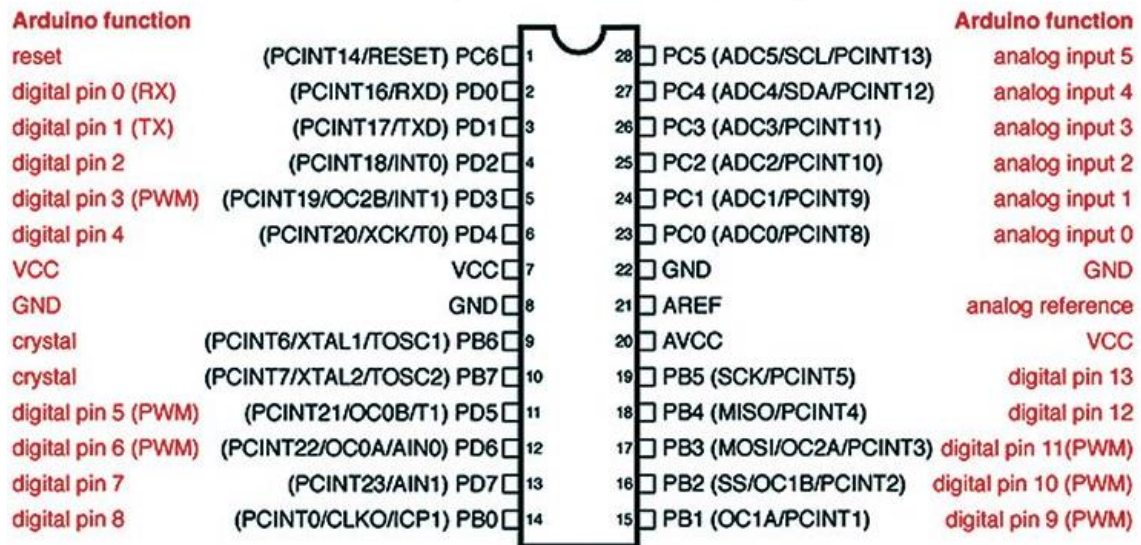 Arduino function Arduino function
reset (PCINT14/RESET) PC6 1 28 PC5 (ADC5/SCL/PCINT13) analog input 5
digital pin 0 (RX) (PCINT16/RXD) PD0 2 27 PC4 (ADC4/SDA/PCINT12) analog input 4
digital pin 1 (TX) (PCINT17/TXD) PD1 3 26 PC3 (ADC3/PCINT11) analog input 3
digital pin 2 (PCINT18/INT0) PD2 4 25 PC2 (ADC2/PCINT10) analog input 2
digital pin 3 (PWM) (PCINT19/OC2B/INT1) PD3 5 24 PC1 (ADC1/PCINT9) analog input 1
digital pin 4 (PCINT20/XCK/T0) PD4 6 23 PC0 (ADC0/PCINT8) analog input 0
VCC VCC 7 22 GND GND
GND GND 8 21 AREF analog reference
crystal (PCINT6/XTAL1/TOSC1) PB6 9 20 AVCC VCC
crystal (PCINT7/XTAL2/TOSC2) PB7 10 19 PB5 (SCK/PCINT5) digital pin 13
digital pin 5 (PWM) (PCINT21/OC0B/T1) PD5 11 18 PB4 (MISO/PCINT4) digital pin 12
digital pin 6 (PWM) (PCINT22/OC0A/AIN0) PD6 12 17 PB3 (MOSI/OC2A/PCINT3) digital pin 11(PWM)
digital pin 7 (PCINT23/AIN1) PD7 13 16 PB2 (SS/OC1B/PCINT2) digital pin 10 (PWM)
digital pin 8 (PCINT0/CLKO/ICP1) PB0 14 15 PB1 (OC1A/PCINT1) digital pin 9 (PWM)